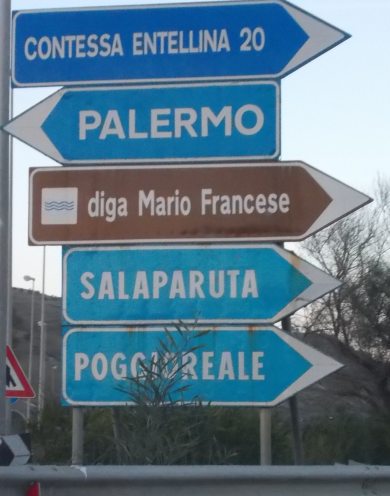 CONTESSA ENTELLINA 20
PALERMO
diga Mario Francese
SALAPARUTA
POGGIOREALE